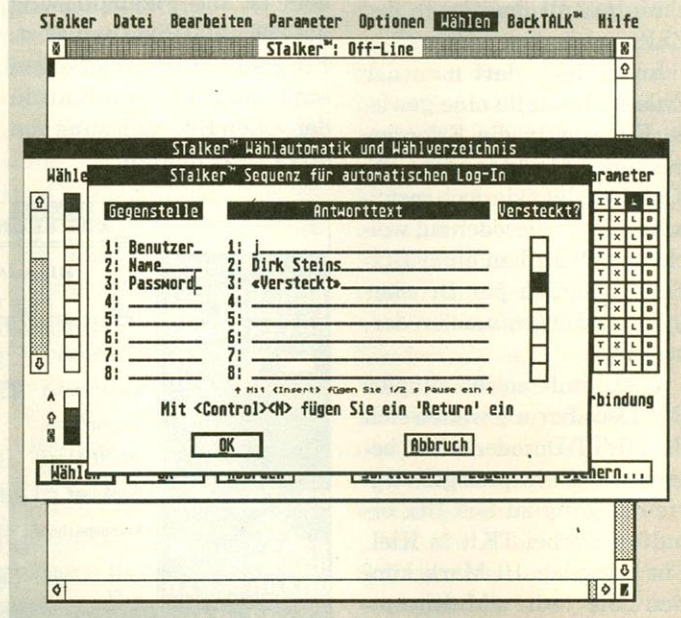 STalker Datei Bearbeiten Parameter Optionen Wählen BackTALK™ Hilfe
STalker™: Off-Line
STalker™ Wählautomatik und Wählverzeichnis
STalker™ Sequenz für automatischen Log-In
Gegenstelle Antworttext Versteckt?
1: Benutzer 1: j
2: Name 2: Dirk Steins
3: Password 3: «Versteckt»
4: 4:
5: 5:
6: 6:
7: 7:
8: 8:
↑ Mit <Insert> fügen Sie 1/2 s Pause ein ↑
Mit <Control><M> fügen Sie ein 'Return' ein
OK Abbruch
Wählen